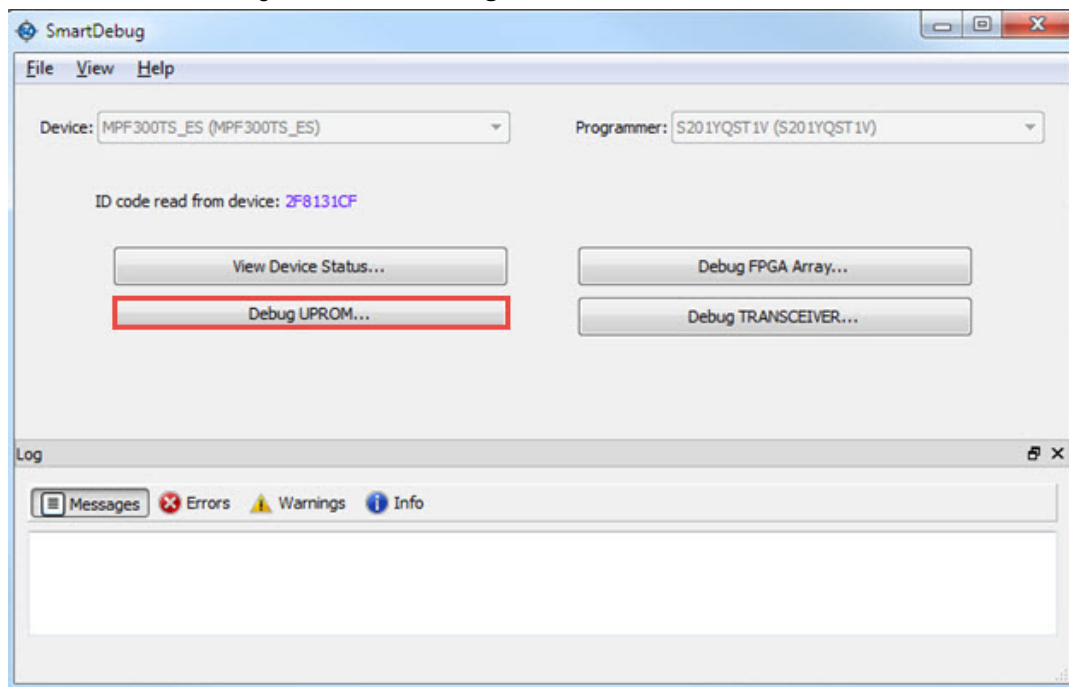 SmartDebug
File View Help
Device: MPF300TS_ES (MPF300TS_ES) Programmer: S201YQST1V (S201YQST1V)
ID code read from device: 2F8131CF
View Device Status... Debug FPGA Array...
Debug UPROM... Debug TRANSCEIVER...
Log
Messages Errors Warnings Info